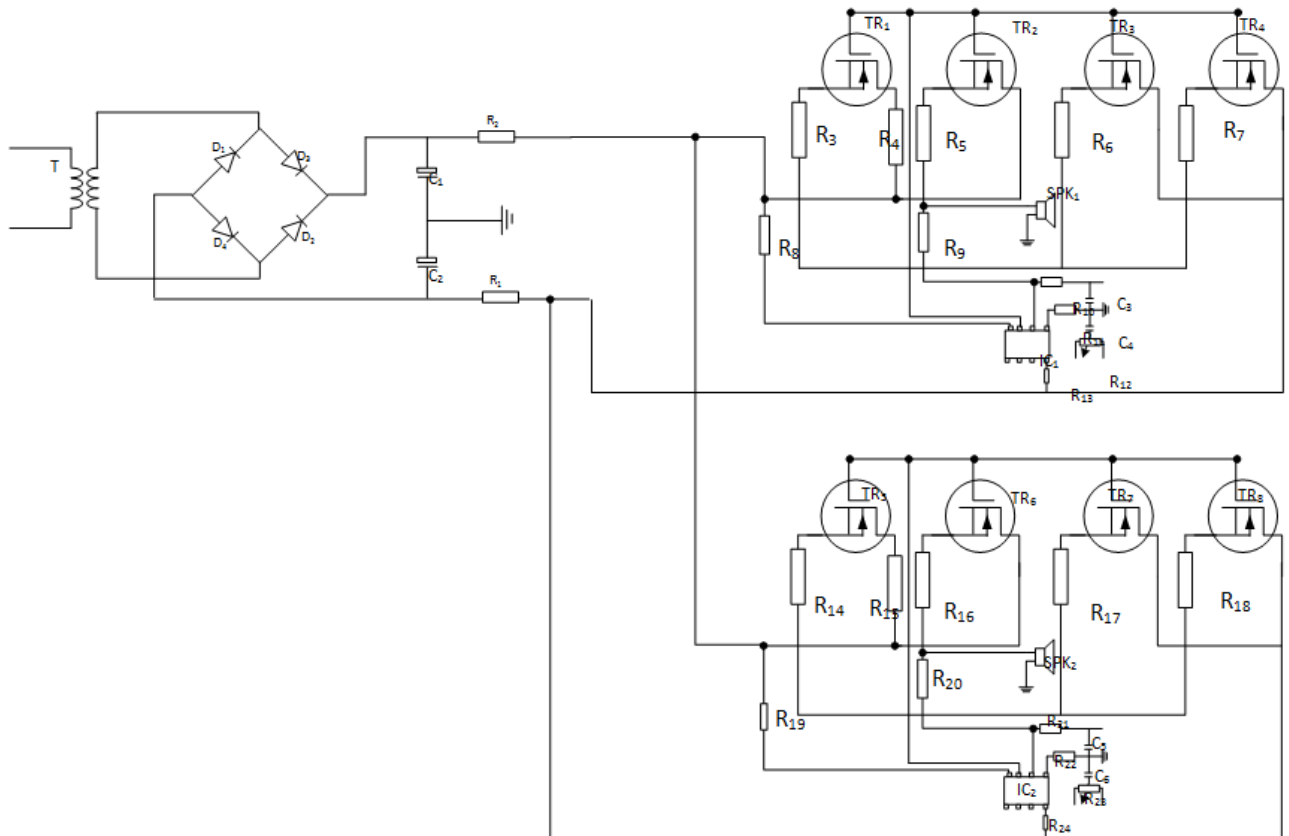 TR₁ TR₂ TR₃ TR₄
R₂
D₁ D₃
R₃ R₄ R₅ R₆ R₇
T
C₁
SPK₁
D₄ D₂
R₈ R₉
C₂
R₁
R₁₀ C₃
C₄
IC₁
R₁₃ R₁₂
TR₅ TR₆ TR₇ TR₈
R₁₄ R₁₅ R₁₆ R₁₇ R₁₈
SPK₂
R₂₀
R₁₉ R₂₁
C₅
R₂₂
C₆
IC₂ R₂₃
R₂₄